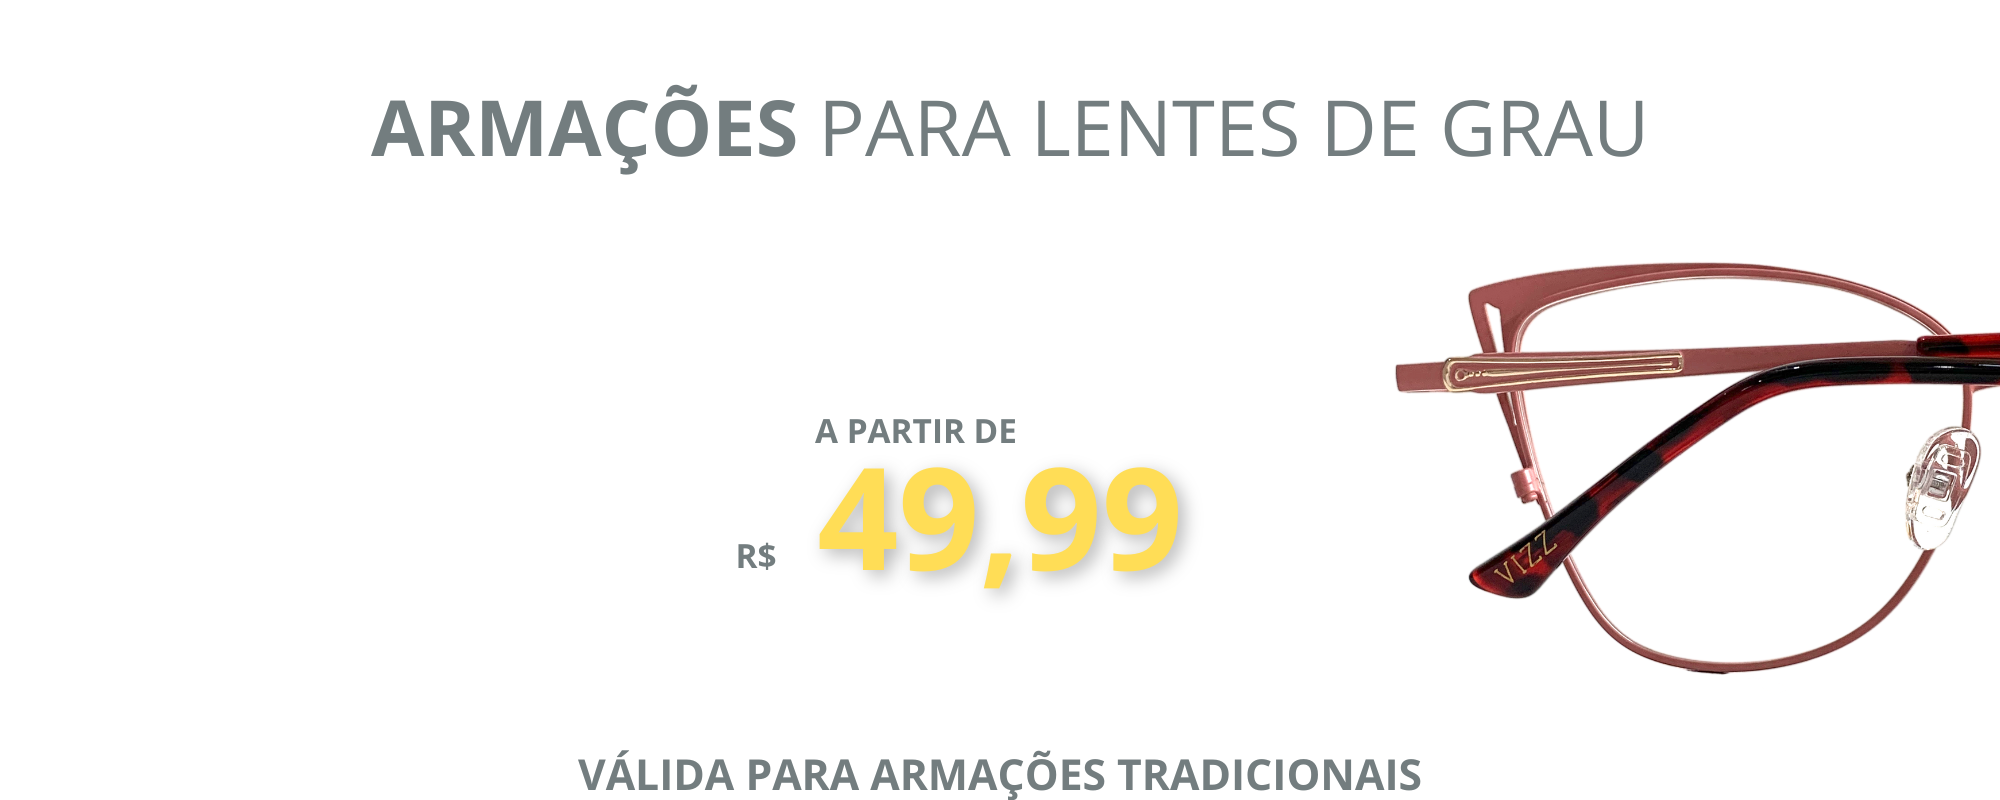 ARMAÇÕES PARA LENTES DE GRAU
A PARTIR DE
R$ 49,99
VIZZ
VÁLIDA PARA ARMAÇÕES TRADICIONAIS